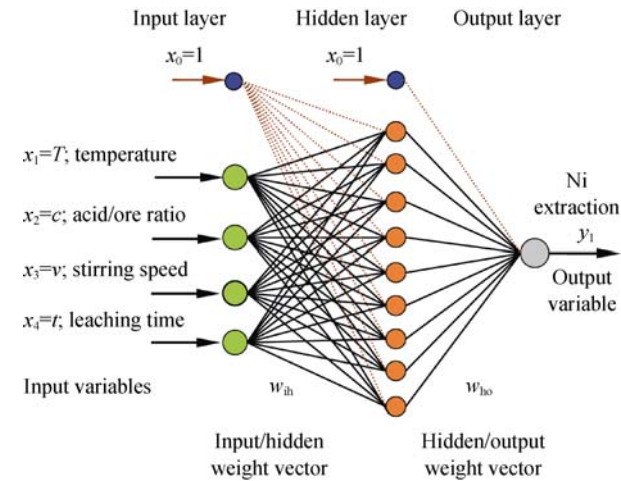 Input layer
Hidden layer
Output layer
x₀=1
x₀=1
x₁=T; temperature
x₂=c; acid/ore ratio
x₃=v; stirring speed
x₄=t; leaching time
Input variables
wih
who
Ni
extraction
y₁
Output
variable
Input/hidden
weight vector
Hidden/output
weight vector